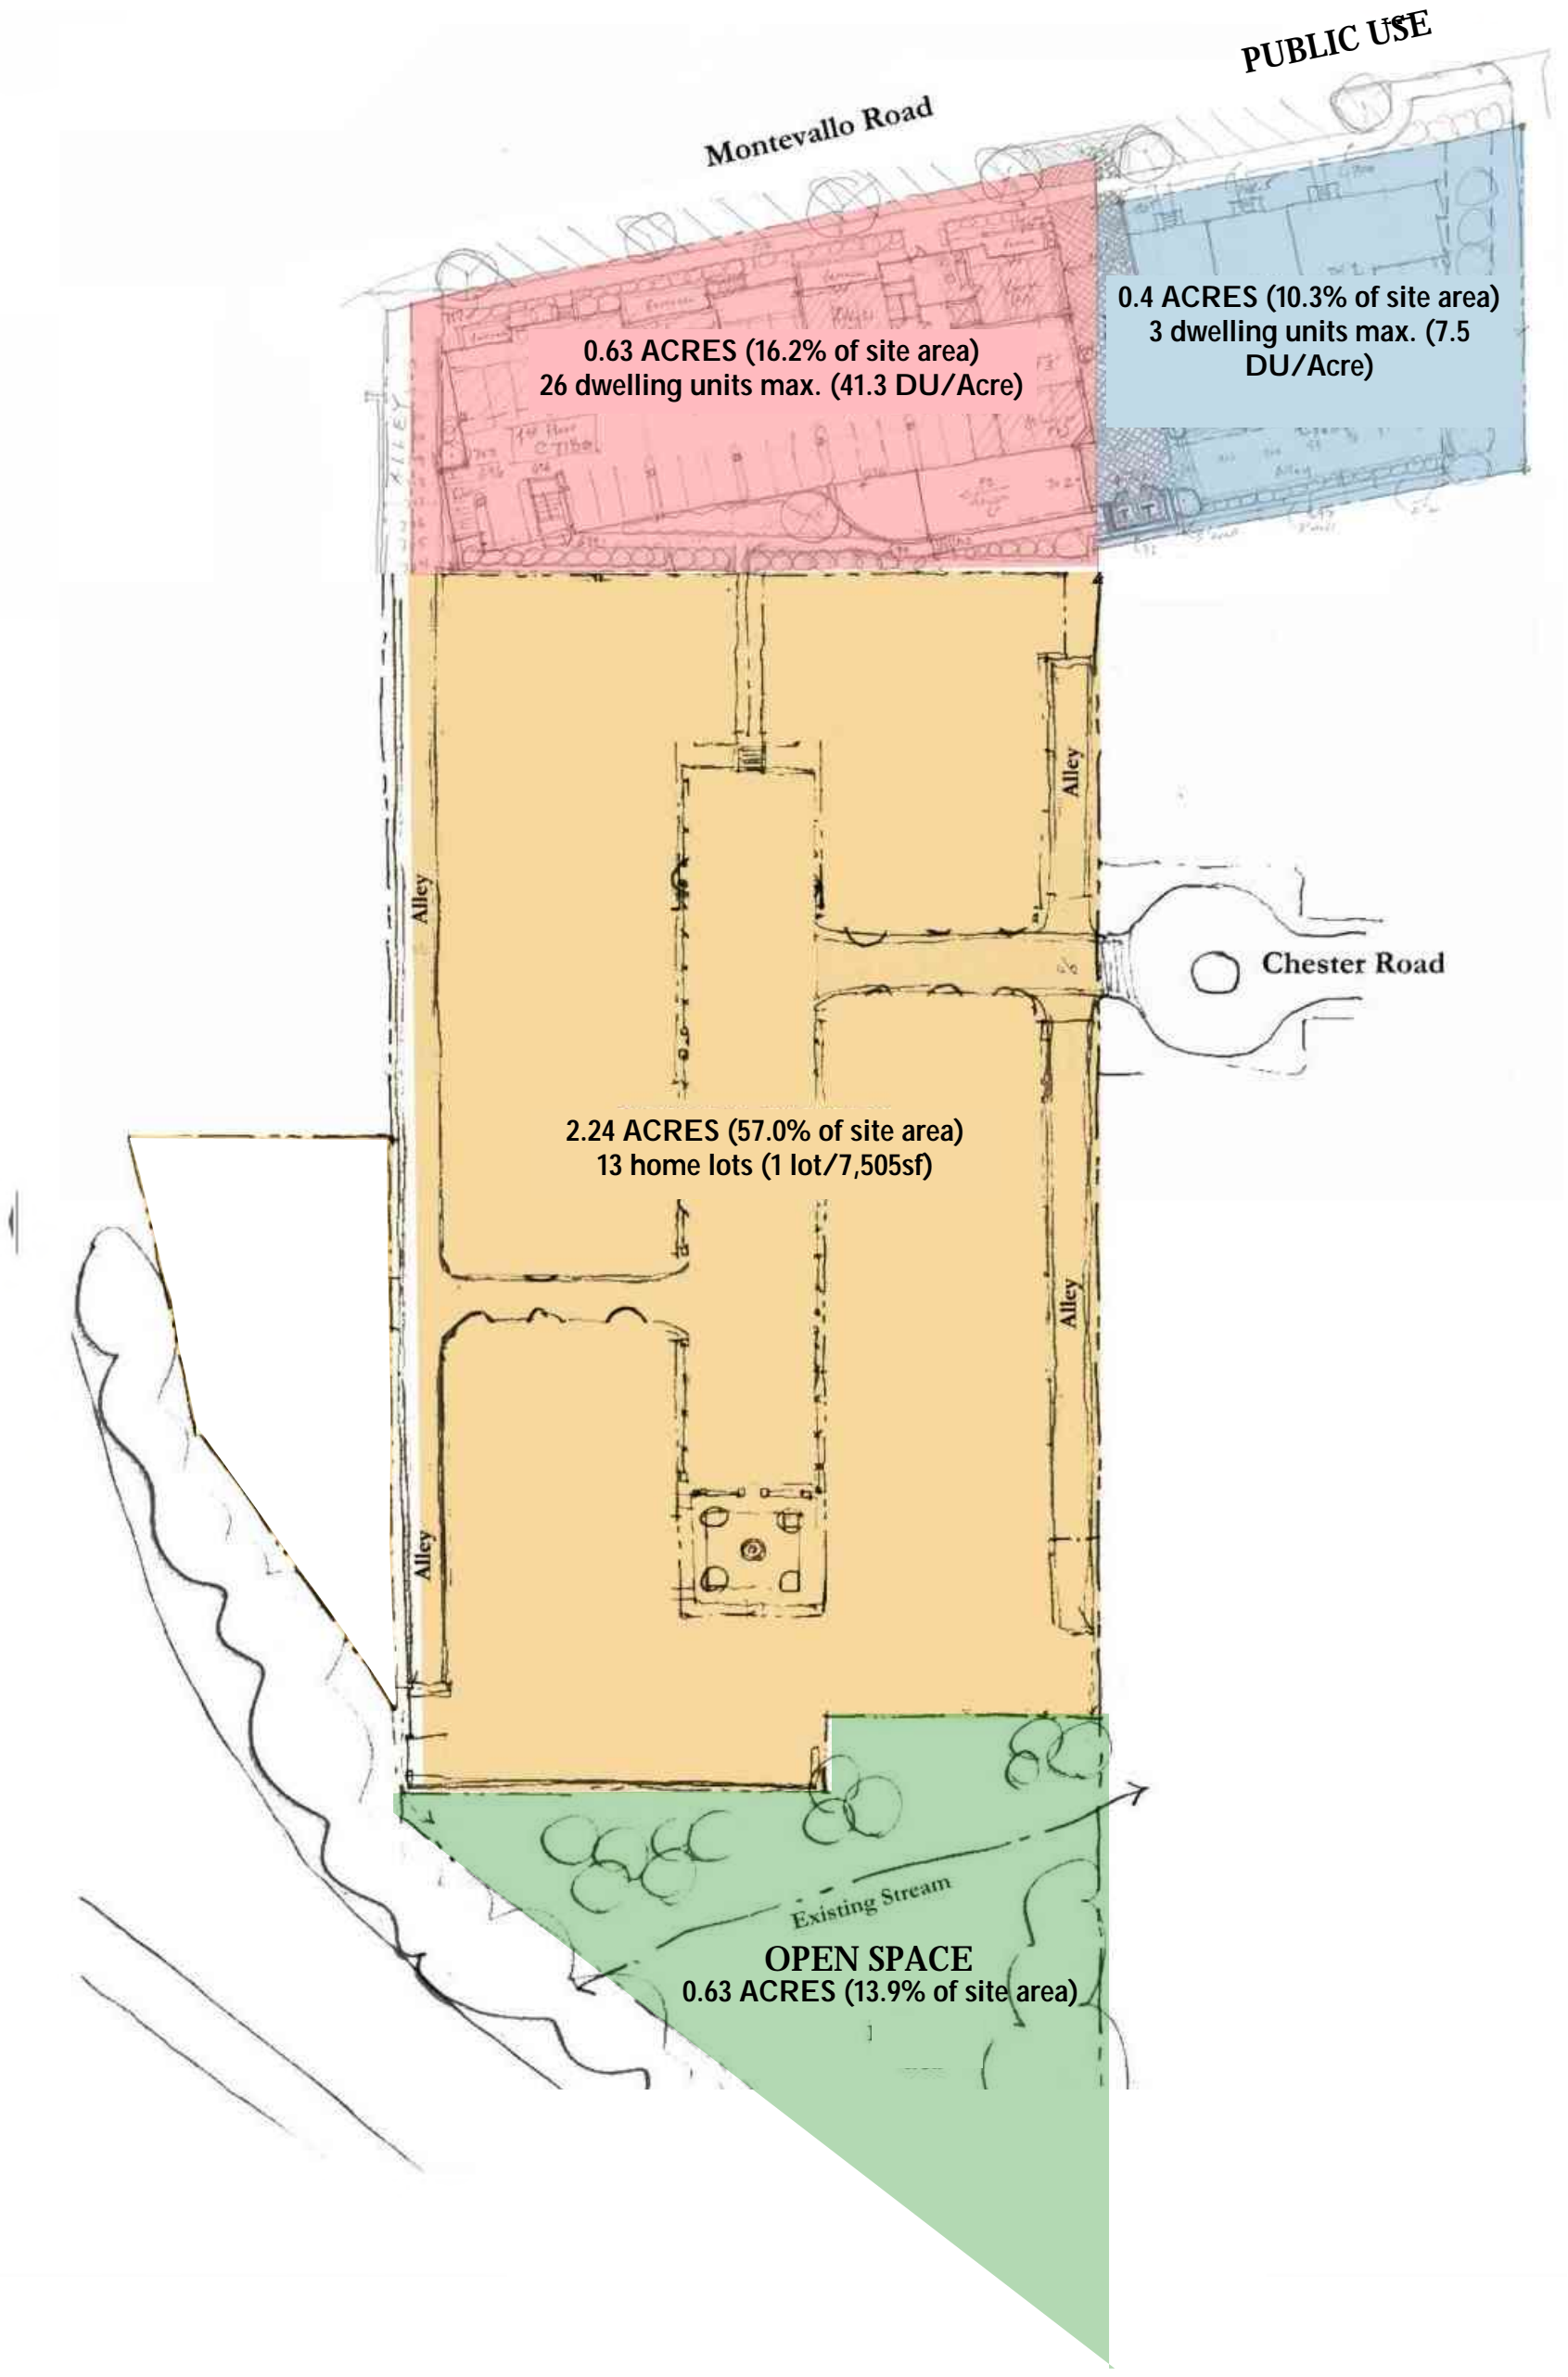 PUBLIC USE
Montevallo Road
0.4 ACRES (10.3% of site area)
3 dwelling units max. (7.5
DU/Acre)
0.63 ACRES (16.2% of site area)
26 dwelling units max. (41.3 DU/Acre)
ALLEY
1st Floor
Alley
Alley
Alley
Chester Road
2.24 ACRES (57.0% of site area)
13 home lots (1 lot/7,505sf)
Alley
Alley
Existing Stream
OPEN SPACE
0.63 ACRES (13.9% of site area)